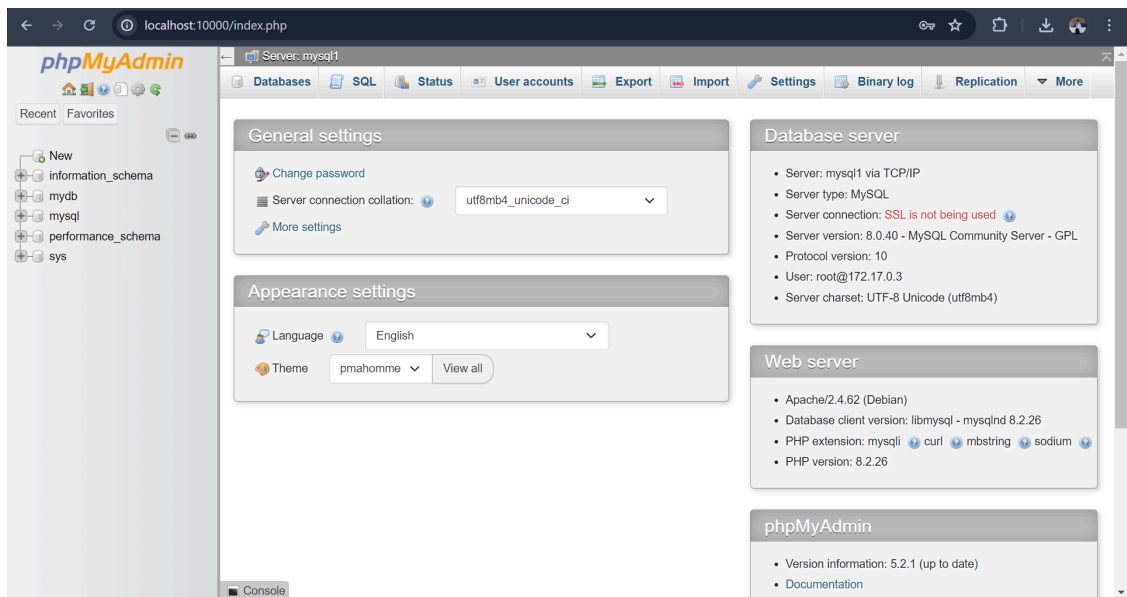 localhost:10000/index.php
phpMyAdmin
Recent Favorites
New
information_schema
mydb
mysql
performance_schema
sys
Server: mysql1
Databases SQL Status User accounts Export Import Settings Binary log Replication More
General settings
Change password
Server connection collation: utf8mb4_unicode_ci
More settings
Appearance settings
Language English
Theme pmahomme View all
Database server
• Server: mysql1 via TCP/IP
• Server type: MySQL
• Server connection: SSL is not being used
• Server version: 8.0.40 - MySQL Community Server - GPL
• Protocol version: 10
• User: root@172.17.0.3
• Server charset: UTF-8 Unicode (utf8mb4)
Web server
• Apache/2.4.62 (Debian)
• Database client version: libmysql - mysqlnd 8.2.26
• PHP extension: mysqli curl mbstring sodium
• PHP version: 8.2.26
phpMyAdmin
• Version information: 5.2.1 (up to date)
• Documentation
Console